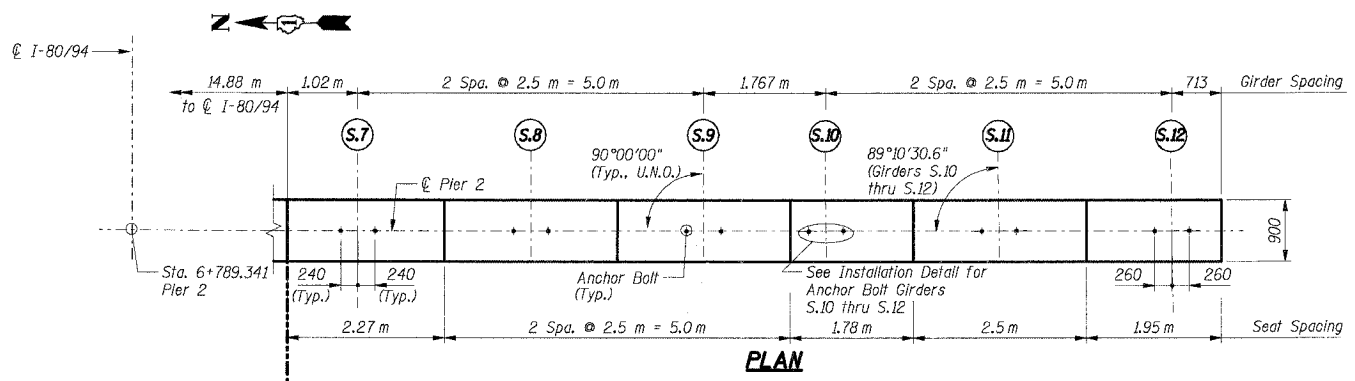 N
1
℄ I-80/94
14.88 m
to ℄ I-80/94
1.02 m
2 Spa. @ 2.5 m = 5.0 m
1.767 m
2 Spa. @ 2.5 m = 5.0 m
713
Girder Spacing
S.7
S.8
S.9
S.10
S.11
S.12
90°00'00"
(Typ., U.N.O.)
89°10'30.6"
(Girders S.10
thru S.12)
℄ Pier 2
900
Sta. 6+789.341
Pier 2
240
(Typ.)
240
(Typ.)
Anchor Bolt
(Typ.)
See Installation Detail for
Anchor Bolt Girders
S.10 thru S.12
260
260
2.27 m
2 Spa. @ 2.5 m = 5.0 m
1.78 m
2.5 m
1.95 m
Seat Spacing
PLAN